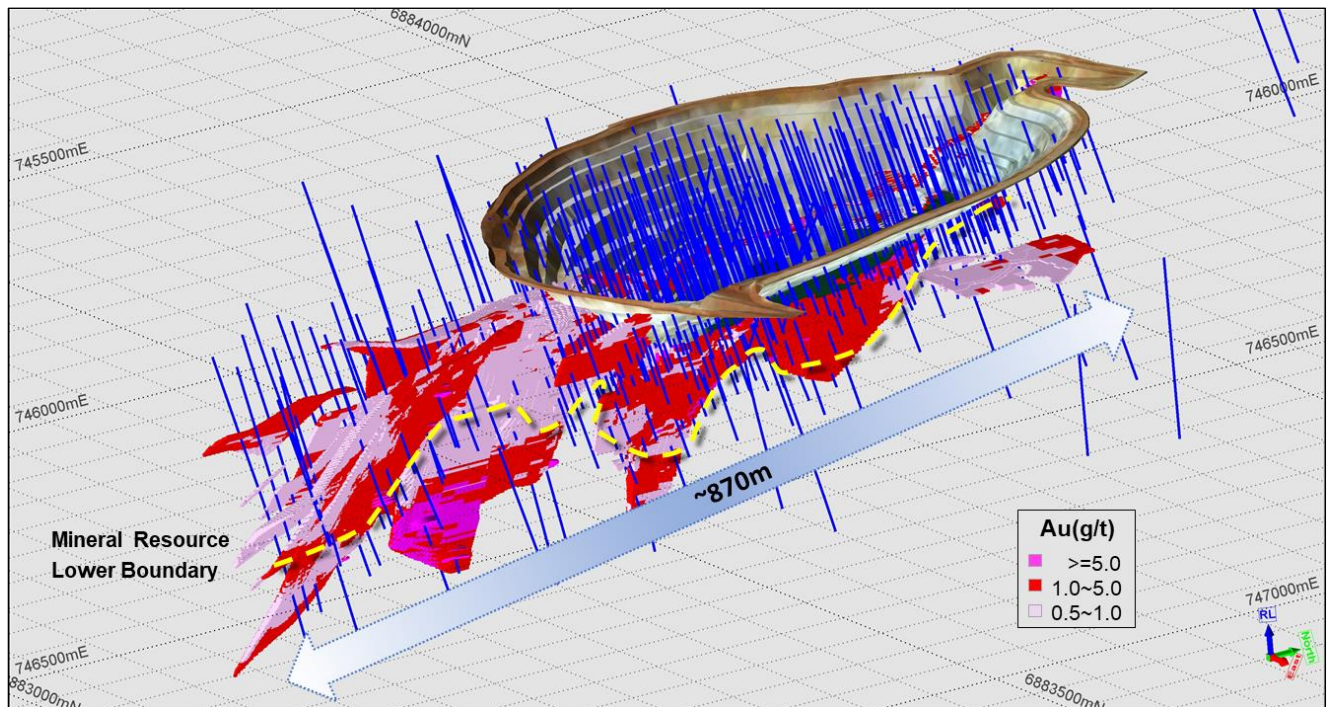 6884000mN
745500mE
746000mE
746000mE
746500mE
~870m
Mineral Resource
Lower Boundary
Au(g/t)
>=5.0
1.0~5.0
0.5~1.0
747000mE
RL
North
East
746500mE
883000mN
6883500mN